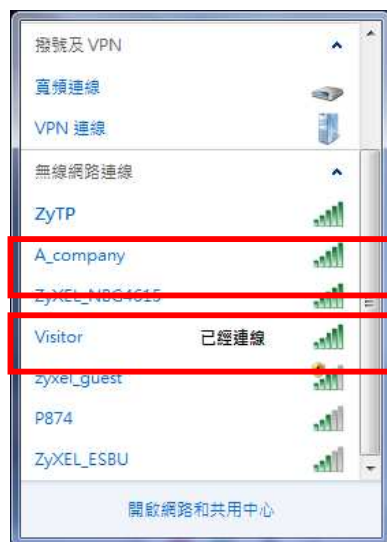 撥號及 VPN
寬頻連線
VPN 連線
無線網路連線
ZyTP
A_company
ZyXEL_NBG4615
Visitor 已經連線
zyxel_guest
P874
ZyXEL_ESBU
開啟網路和共用中心